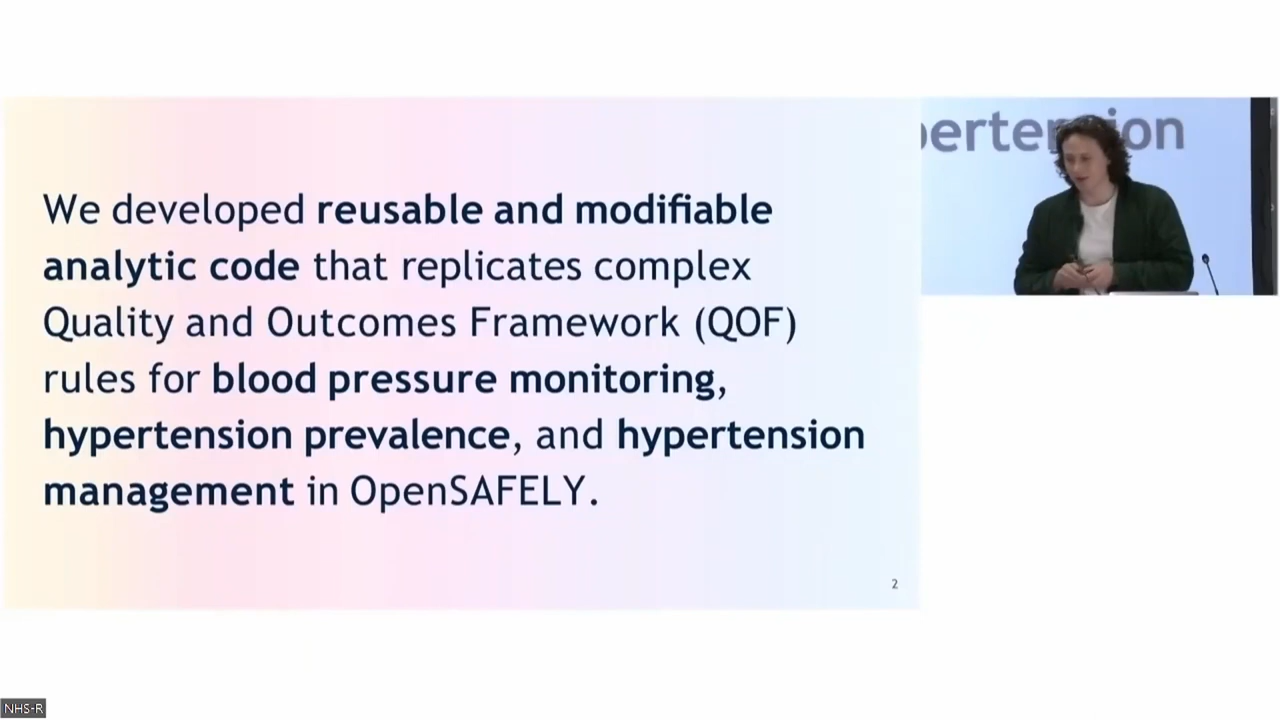 We developed reusable and modifiable
analytic code that replicates complex
Quality and Outcomes Framework (QOF)
rules for blood pressure monitoring,
hypertension prevalence, and hypertension
management in OpenSAFELY.
2
NHS-R